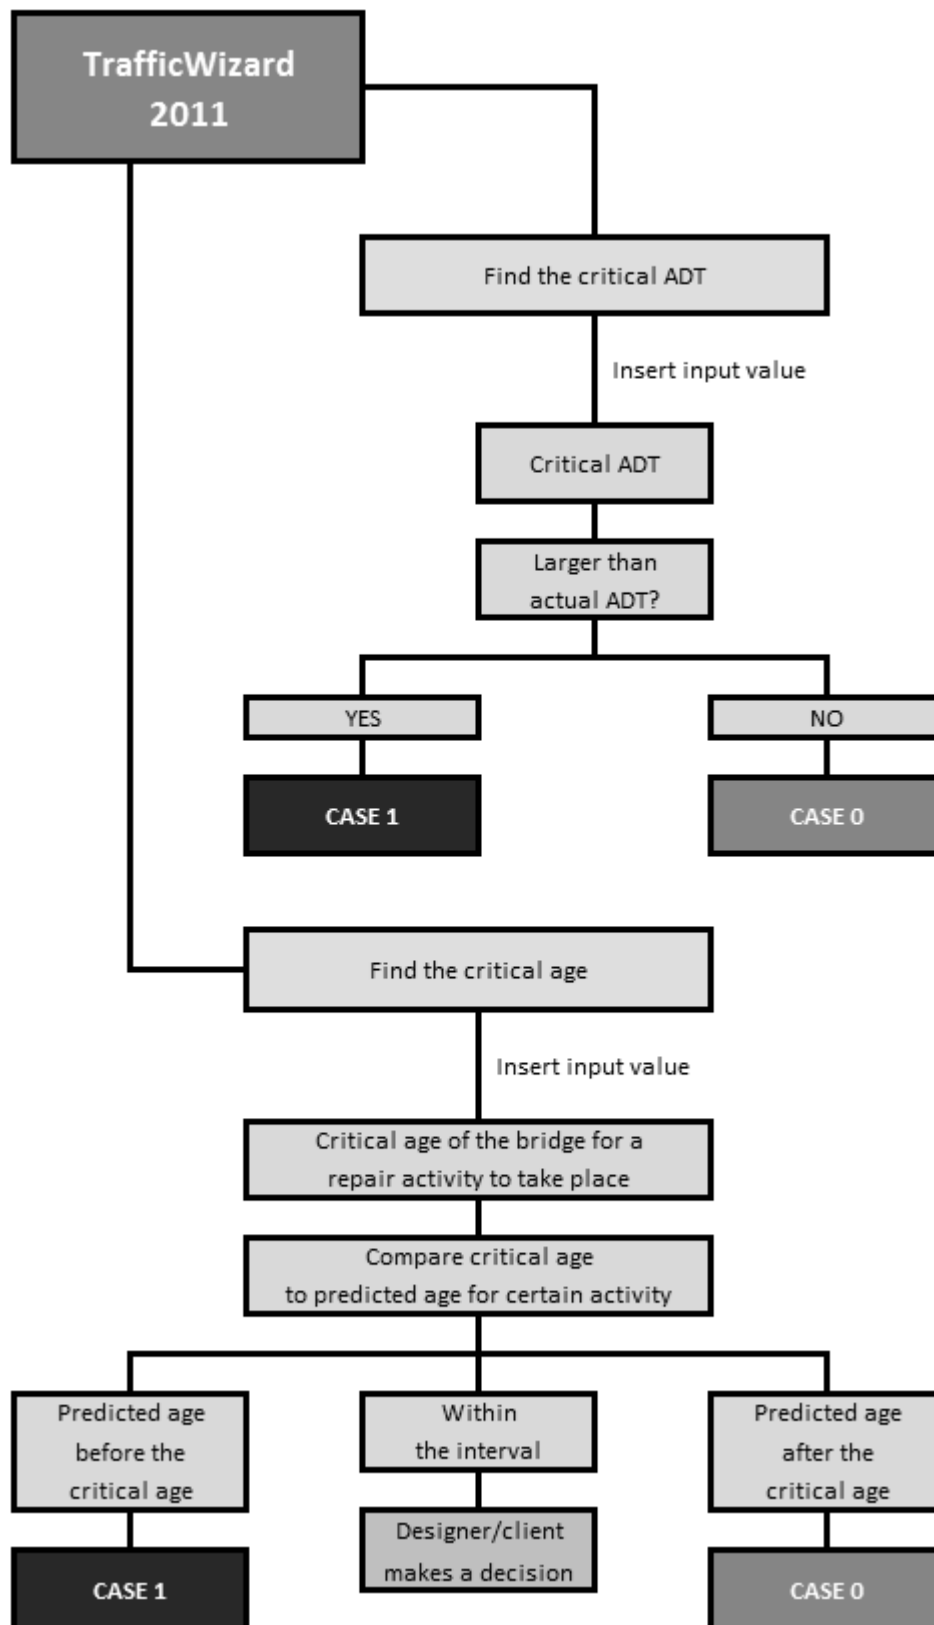 TrafficWizard
2011
Find the critical ADT
Insert input value
Critical ADT
Larger than
actual ADT?
YES
NO
CASE 1
CASE 0
Find the critical age
Insert input value
Critical age of the bridge for a
repair activity to take place
Compare critical age
to predicted age for certain activity
Predicted age
before the
critical age
Within
the interval
Predicted age
after the
critical age
Designer/client
makes a decision
CASE 1
CASE 0